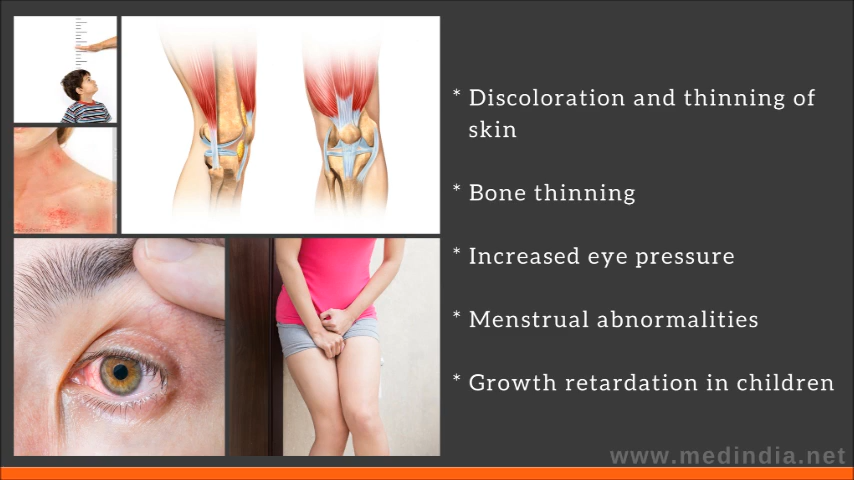 * Discoloration and thinning of
skin
* Bone thinning
* Increased eye pressure
* Menstrual abnormalities
* Growth retardation in children
www.medindia.net